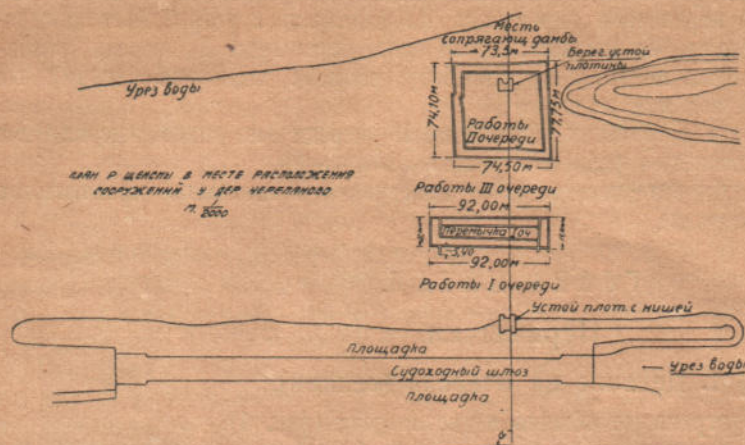 Месть
сопрягающ дамбы
73,5м
Берег. устой
плотины
Урез воды
74,10м
Работы
II очереди
77,75м
74,50м
План р Шексны в месте расположения
сооружений у дер Черепаново
М. 1/2000
Работы III очереди
92,00м
Перемычка I оч
92,00м
Работы I очереди
Устой плот. с нишей
Площадка
Судоходный шлюз
Урез воды
Площадка